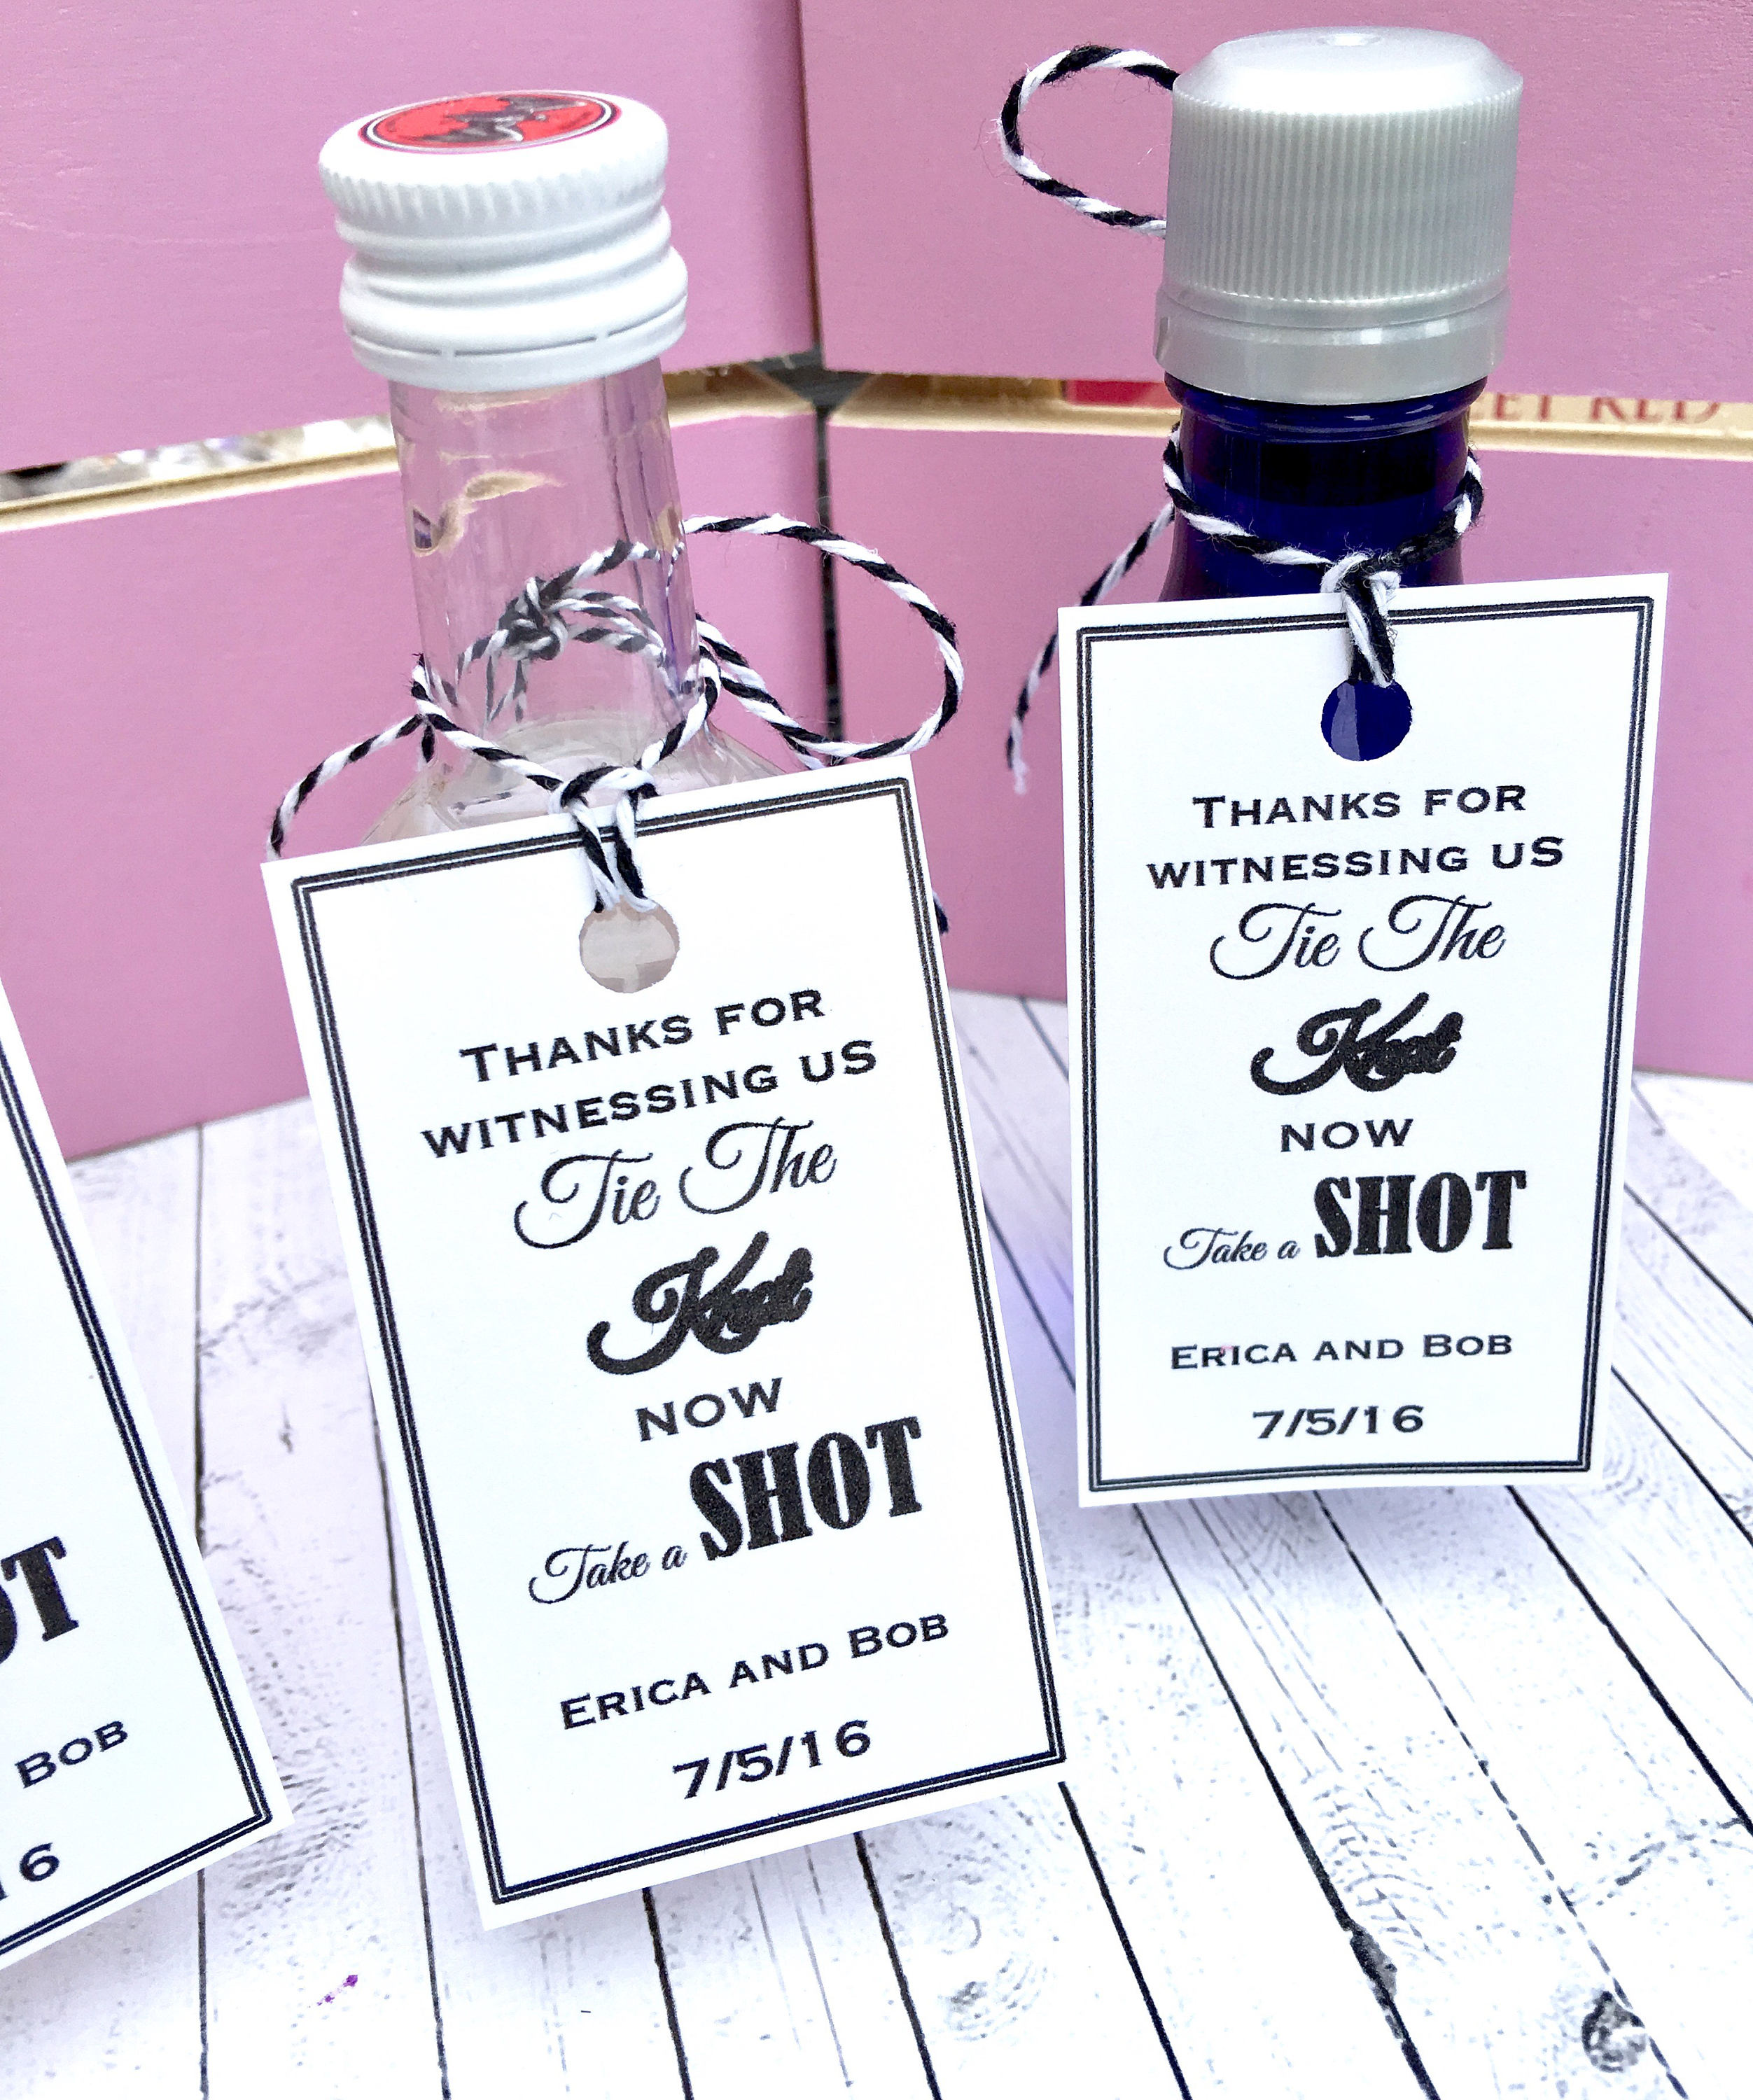 THANKS FOR
WITNESSING US
Tie The
Knot
NOW
Take a SHOT
ERICA AND BOB
7/5/16
THANKS FOR
WITNESSING US
Tie The
Knot
NOW
Take a SHOT
ERICA AND BOB
7/5/16
OT
BOB
16
RED